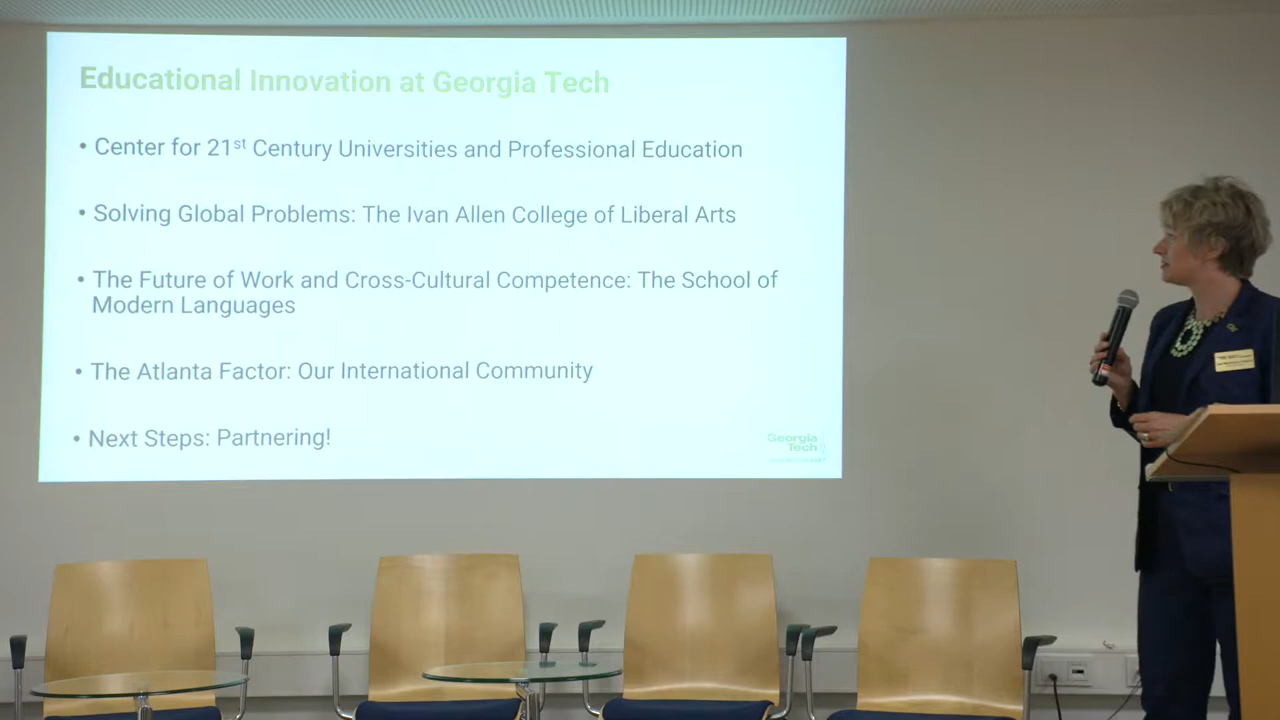 Educational Innovation at Georgia Tech
• Center for 21st Century Universities and Professional Education
• Solving Global Problems: The Ivan Allen College of Liberal Arts
• The Future of Work and Cross-Cultural Competence: The School of
Modern Languages
• The Atlanta Factor: Our International Community
• Next Steps: Partnering!
Georgia
Tech